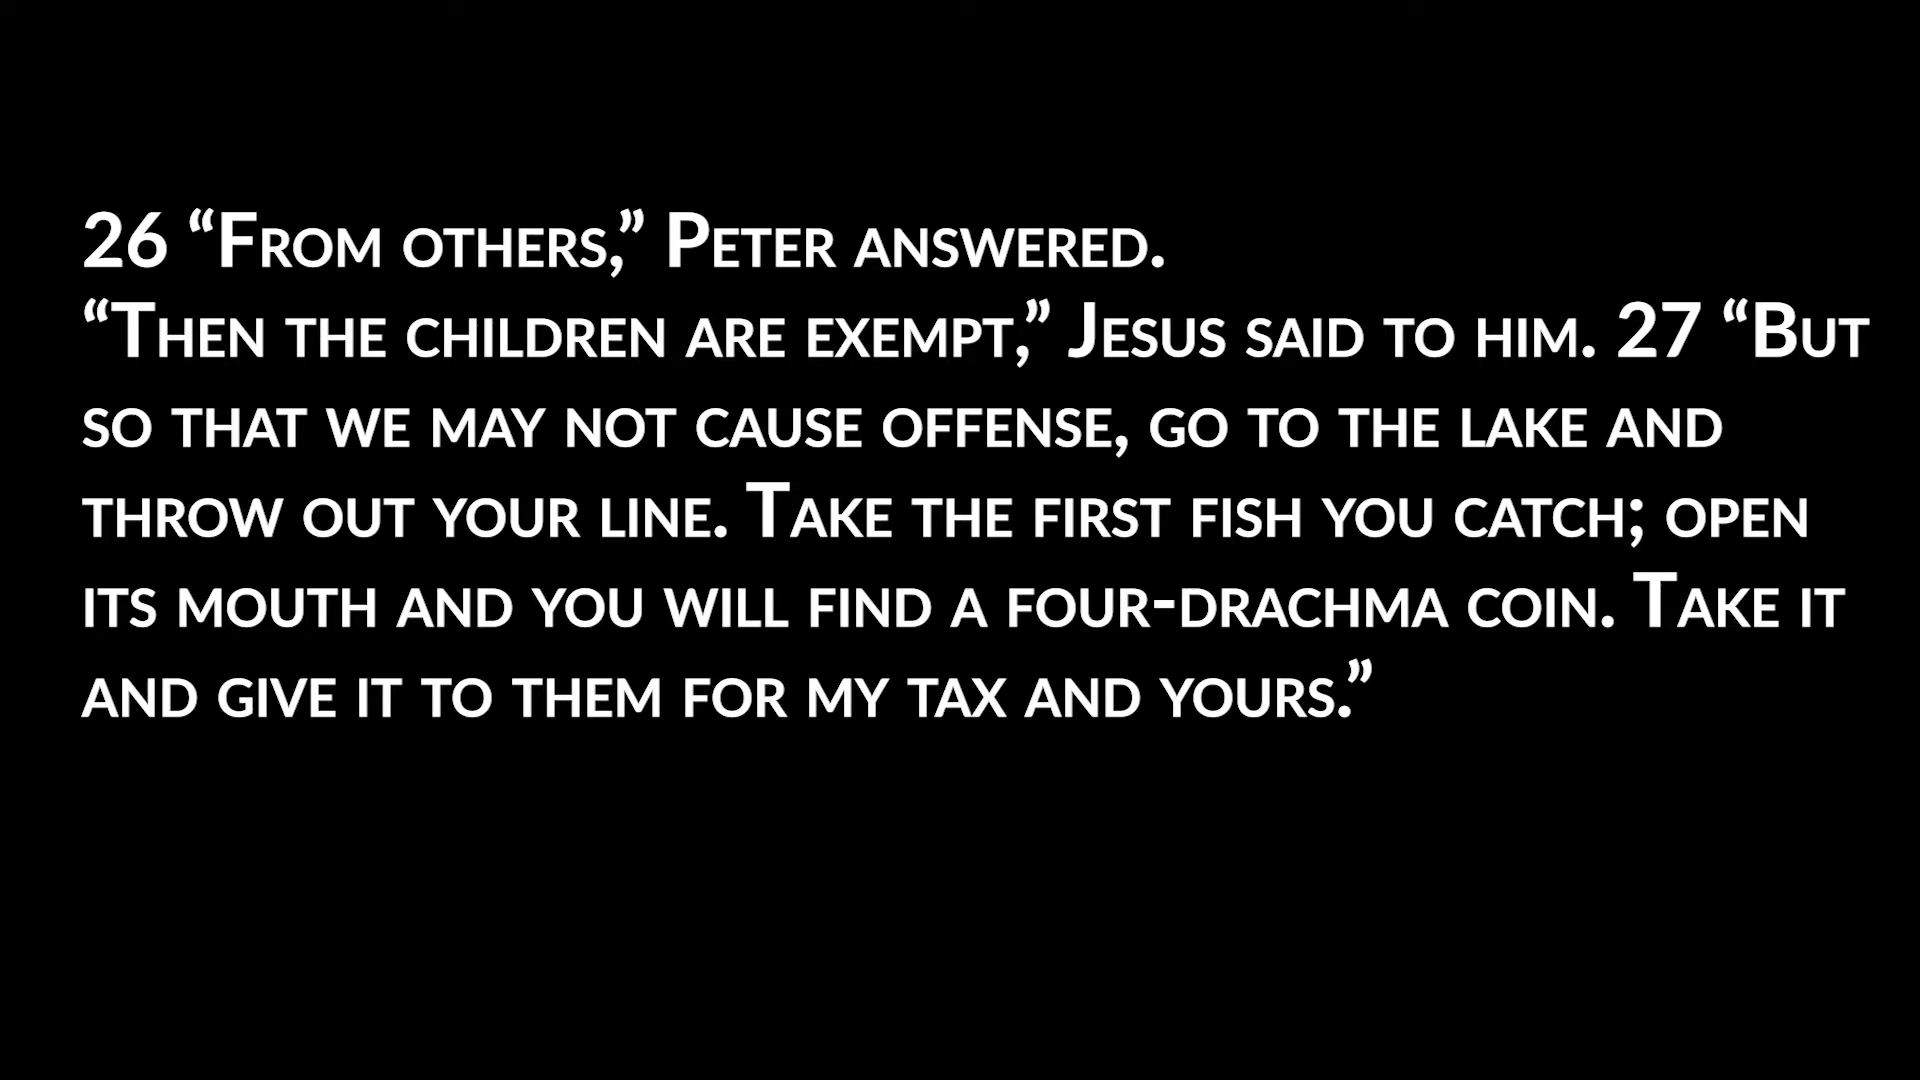 26 “From others,” Peter answered.
“Then the children are exempt,” Jesus said to him. 27 “But
so that we may not cause offense, go to the lake and
throw out your line. Take the first fish you catch; open
its mouth and you will find a four-drachma coin. Take it
and give it to them for my tax and yours.”